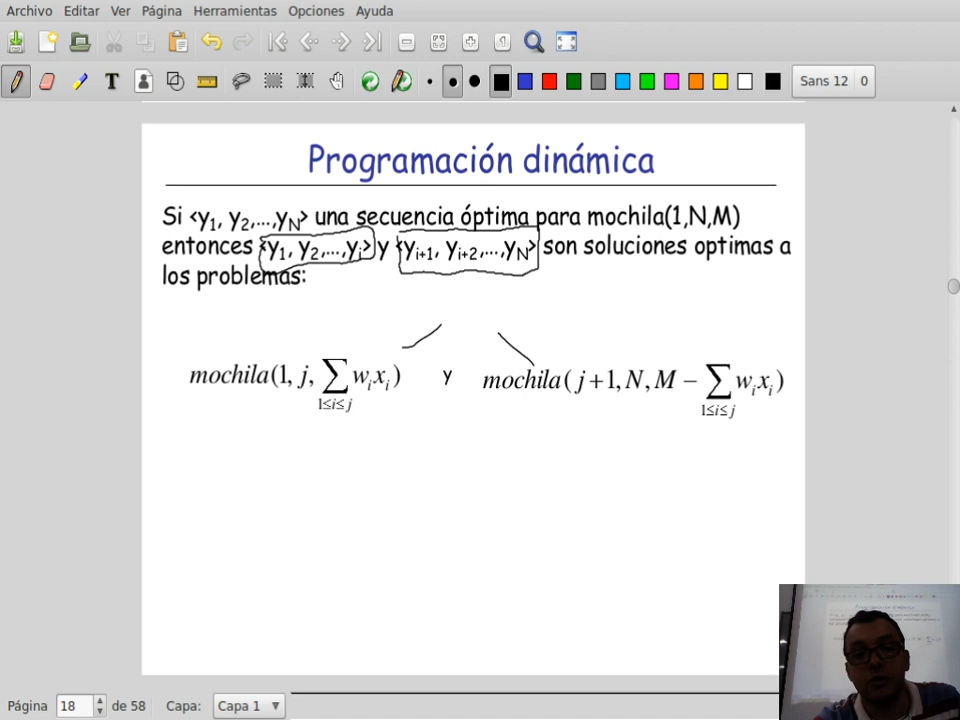 Archivo Editar Ver Página Herramientas Opciones Ayuda
T Sans 12 0
Programación dinámica
Si <y1, y2,...,yN> una secuencia óptima para mochila(1,N,M)
entonces <y1, y2,...,yi> y <yi+1, yi+2,...,yN> son soluciones optimas a
los problemas:
mochila(1, j, ∑ wixi) y mochila( j+1, N, M − ∑ wixi)
1≤i≤j 1≤i≤j
Página 18 de 58 Capa: Capa 1